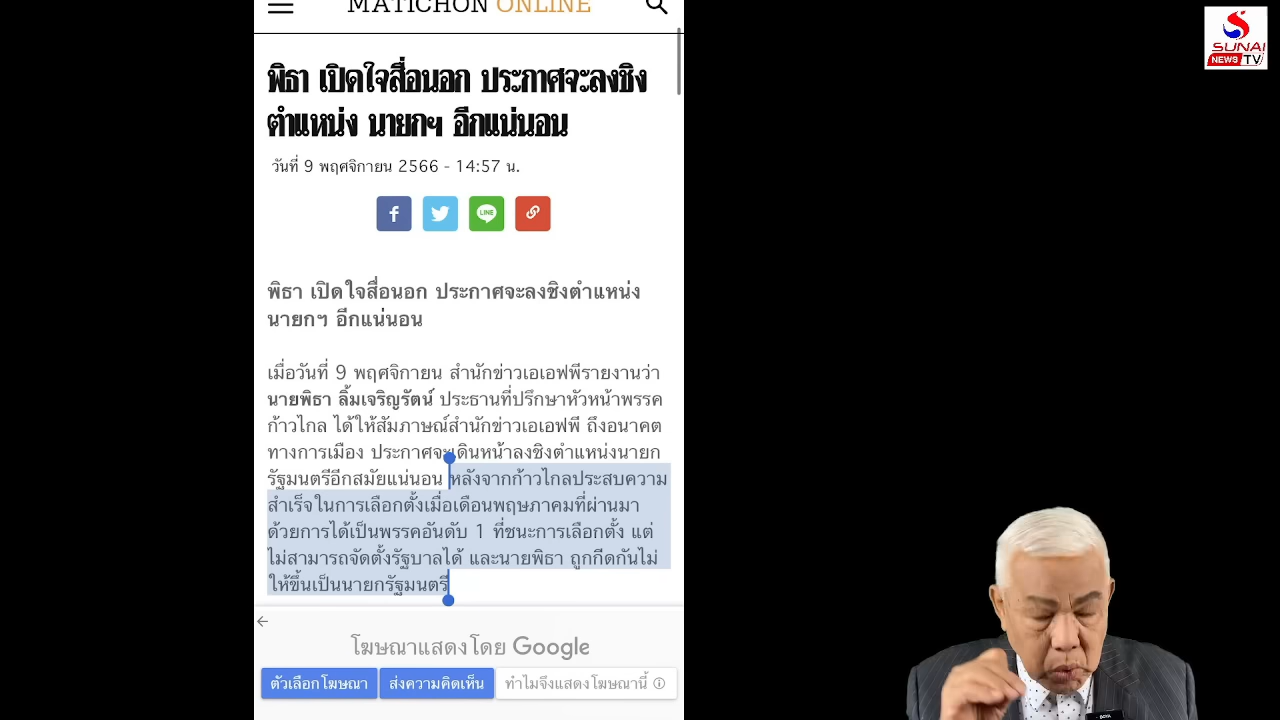 MATICHON ONLINE
SUNAI
NEWS TV
พิธา เปิดใจสื่อนอก ประกาศจะลงชิง
ตำแหน่ง นายกฯ อีกแน่นอน
วันที่ 9 พฤศจิกายน 2566 - 14:57 น.
LINE
พิธา เปิดใจสื่อนอก ประกาศจะลงชิงตำแหน่ง
นายกฯ อีกแน่นอน
เมื่อวันที่ 9 พฤศจิกายน สำนักข่าวเอเอฟพีรายงานว่า
นายพิธา ลิ้มเจริญรัตน์ ประธานที่ปรึกษาหัวหน้าพรรค
ก้าวไกล ได้ให้สัมภาษณ์สำนักข่าวเอเอฟพี ถึงอนาคต
ทางการเมือง ประกาศจะเดินหน้าลงชิงตำแหน่งนายก
รัฐมนตรีอีกสมัยแน่นอน หลังจากก้าวไกลประสบความ
สำเร็จในการเลือกตั้งเมื่อเดือนพฤษภาคมที่ผ่านมา
ด้วยการได้เป็นพรรคอันดับ 1 ที่ชนะการเลือกตั้ง แต่
ไม่สามารถจัดตั้งรัฐบาลได้ และนายพิธา ถูกกีดกันไม่
ให้ขึ้นเป็นนายกรัฐมนตรี
โฆษณาแสดงโดย Google
ตัวเลือกโฆษณา ส่งความคิดเห็น ทำไมจึงแสดงโฆษณานี้
BOYA